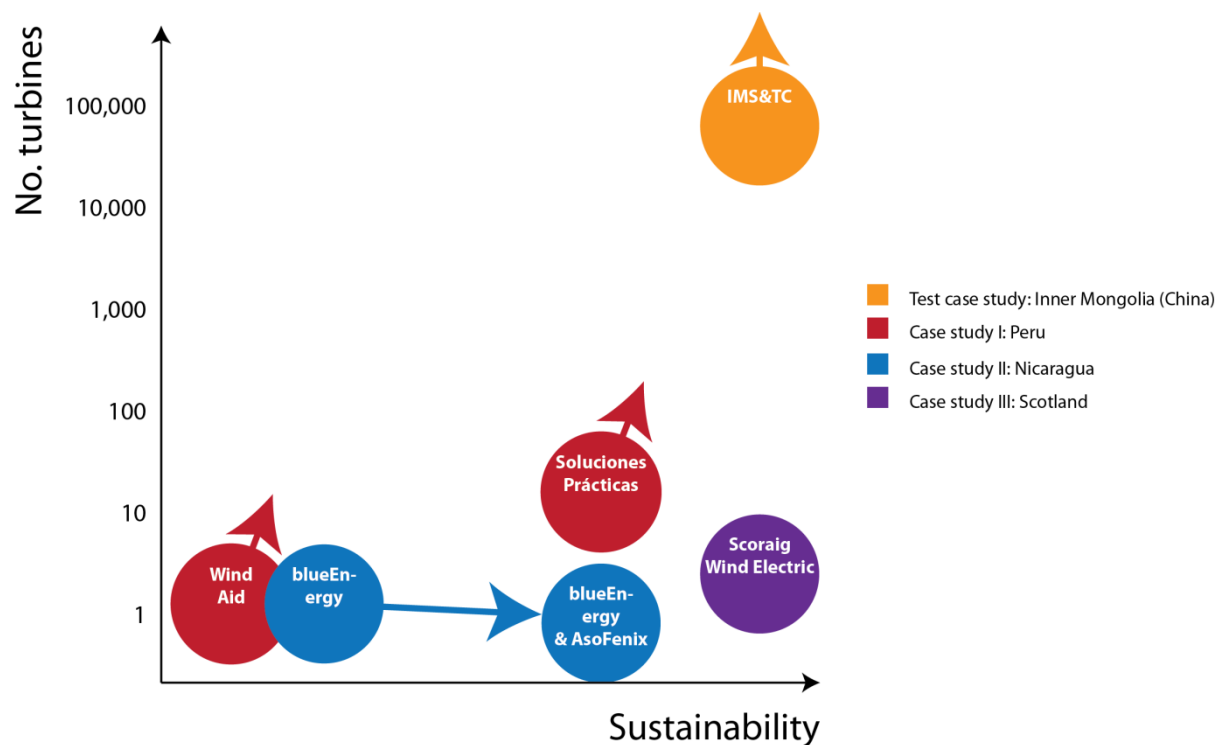 No. turbines
100,000
10,000
1,000
100
10
1
IMS&TC
Soluciones
Prácticas
Wind
Aid
blueEn-
ergy
blueEn-
ergy
& AsoFenix
Scoraig
Wind Electric
Sustainability
Test case study: Inner Mongolia (China)
Case study I: Peru
Case study II: Nicaragua
Case study III: Scotland